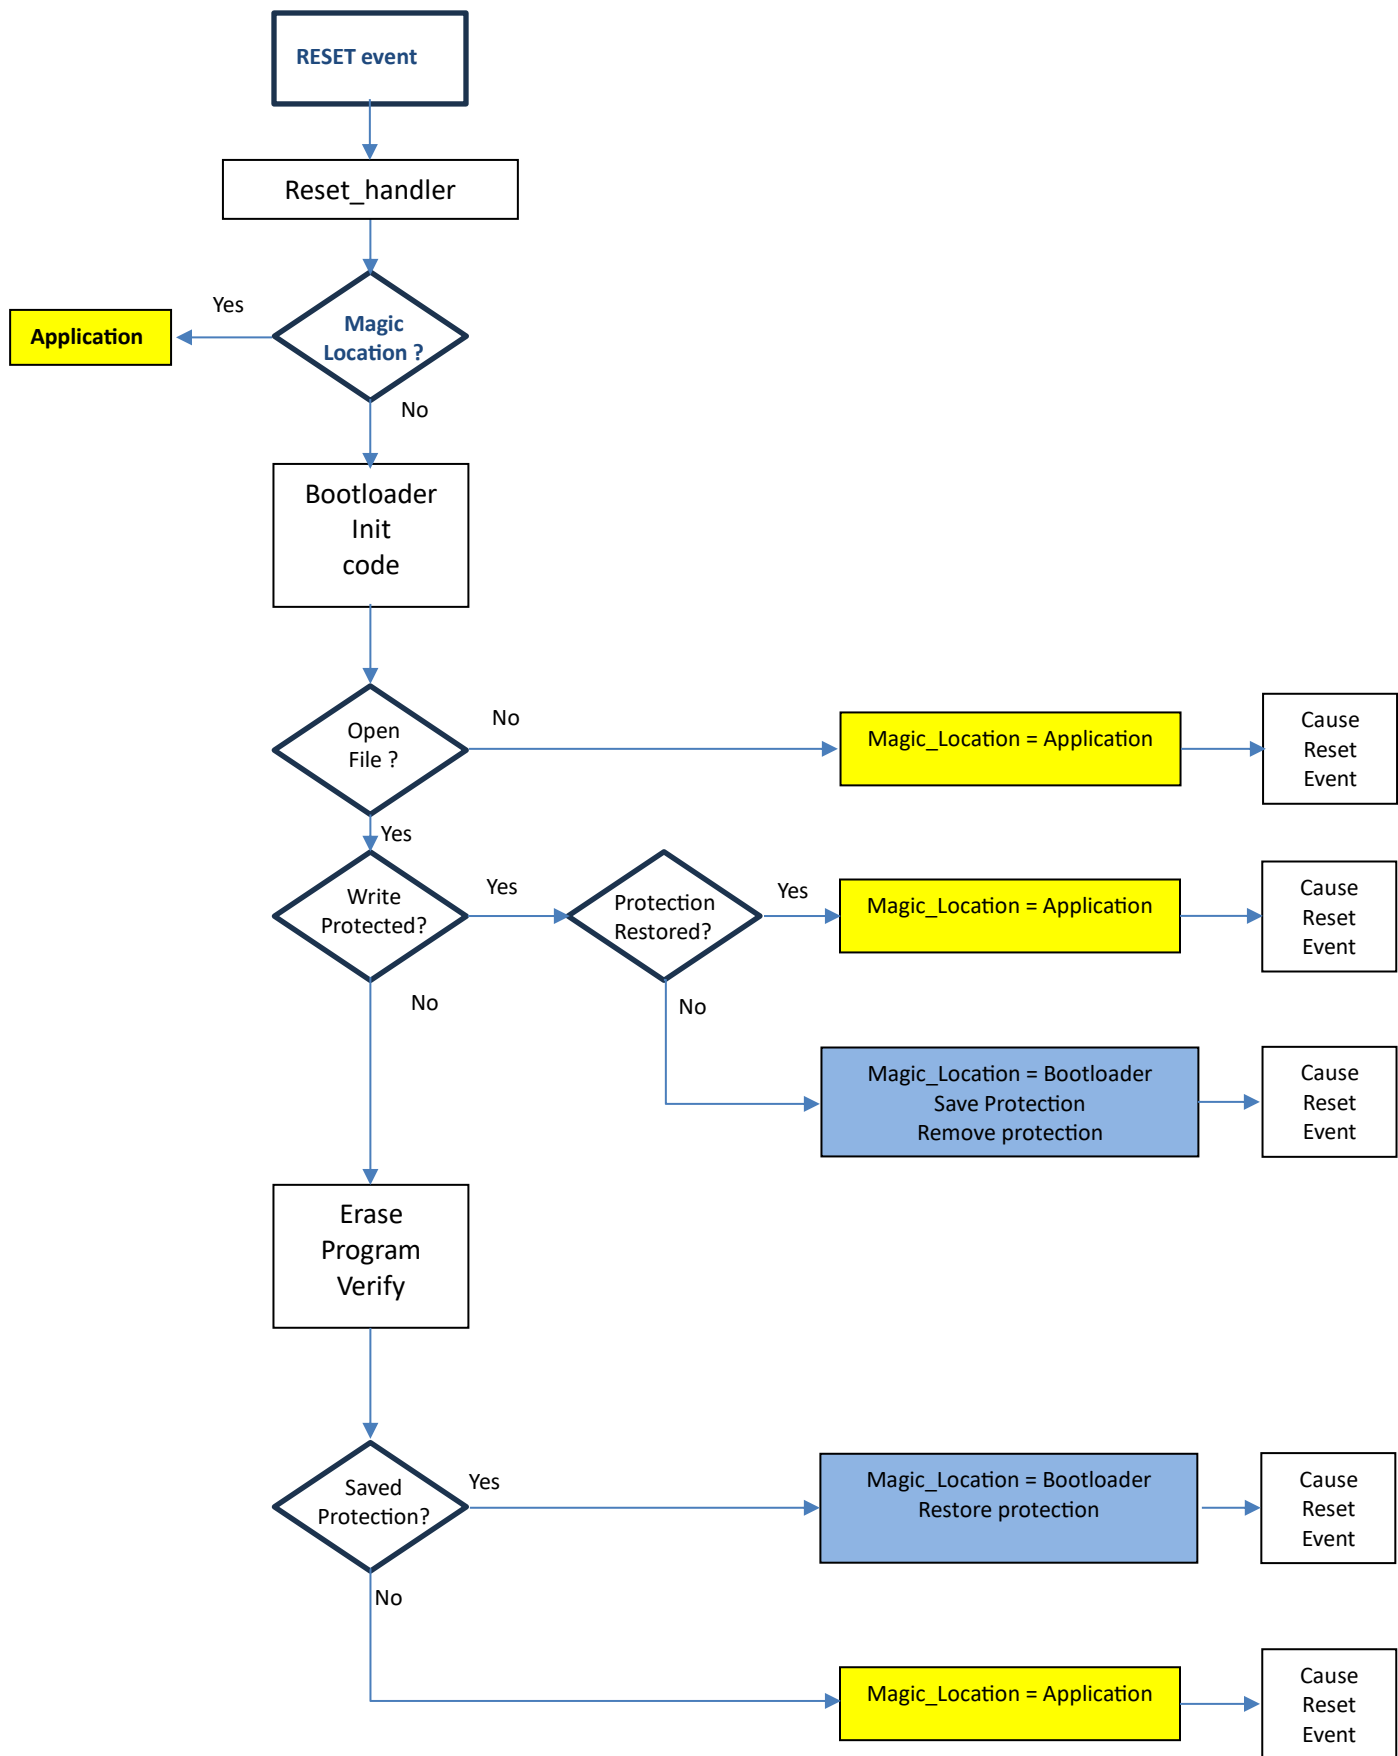 RESET event
Reset_handler
Yes
Application
Magic
Location ?
No
Bootloader
Init
code
Open
File ?
No
Magic_Location = Application
Cause
Reset
Event
Yes
Write
Protected?
Yes
Protection
Restored?
Yes
Magic_Location = Application
Cause
Reset
Event
No
No
Magic_Location = Bootloader
Save Protection
Remove protection
Cause
Reset
Event
Erase
Program
Verify
Saved
Protection?
Yes
Magic_Location = Bootloader
Restore protection
Cause
Reset
Event
No
Magic_Location = Application
Cause
Reset
Event